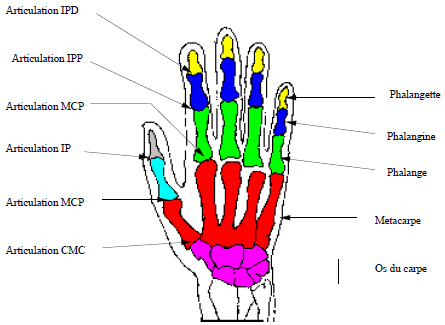 Articulation IPD
Articulation IPP
Articulation MCP
Articulation IP
Articulation MCP
Articulation CMC
Phalangette
Phalangine
Phalange
Metacarpe
Os du carpe